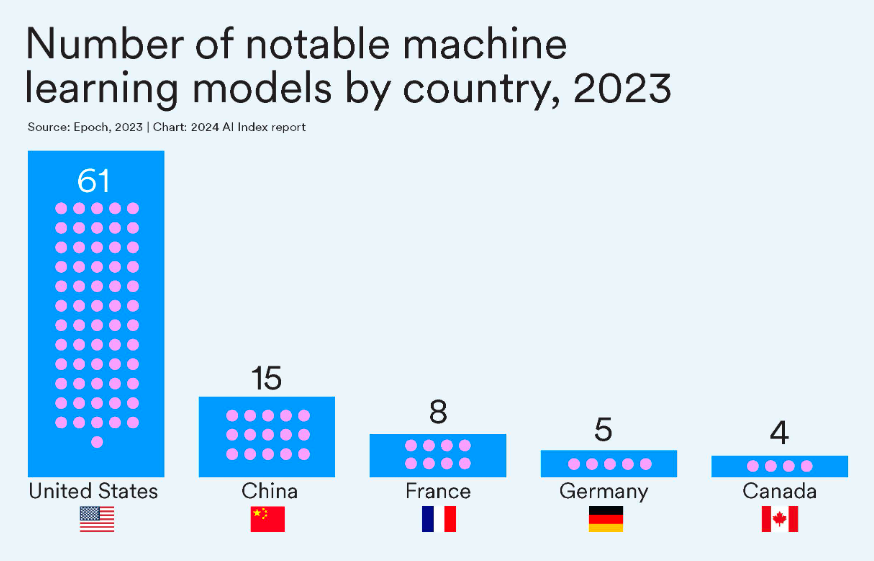 Number of notable machine
learning models by country, 2023
Source: Epoch, 2023 | Chart: 2024 AI Index report
61
15
8
5
4
United States
China
France
Germany
Canada